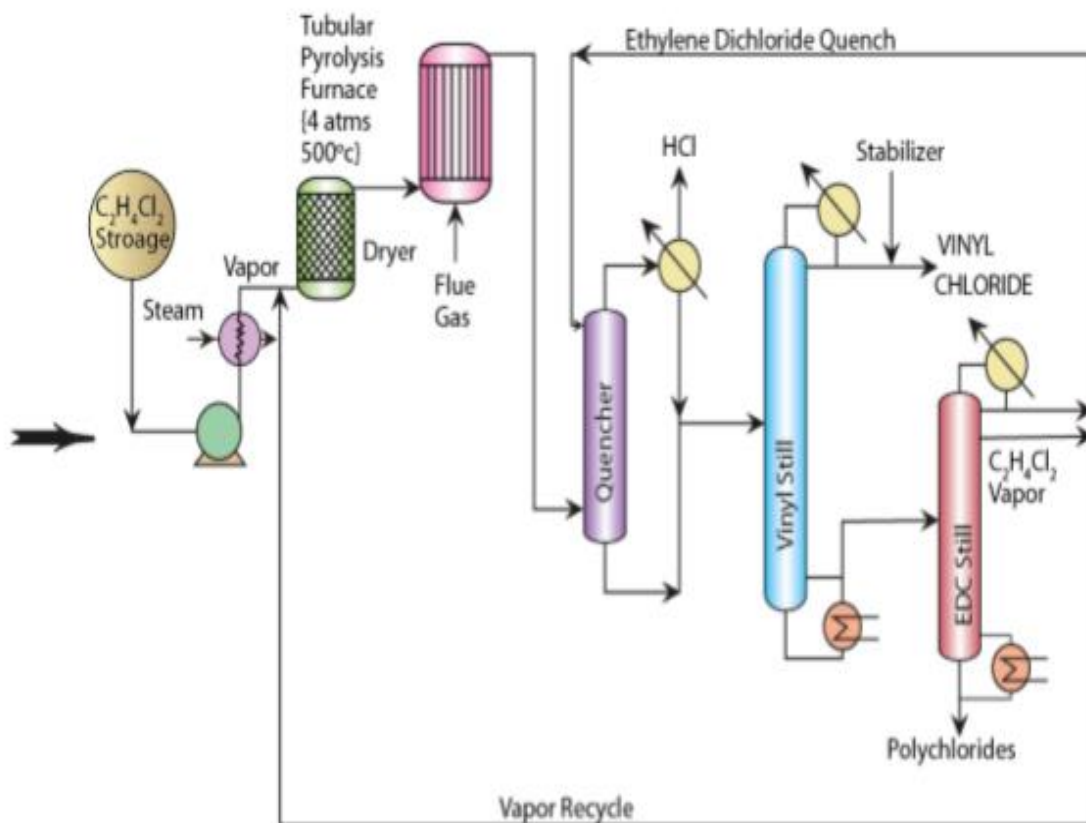 Tubular
Pyrolysis
Furnace
{4 atms
500ºc}
Ethylene Dichloride Quench
HCl
Stabilizer
C2H4Cl2
Stroage
Vapor
Dryer
VINYL
CHLORIDE
Steam
Flue
Gas
Quencher
Vinyl Still
EDC Still
C2H4Cl2
Vapor
Polychlorides
Vapor Recycle